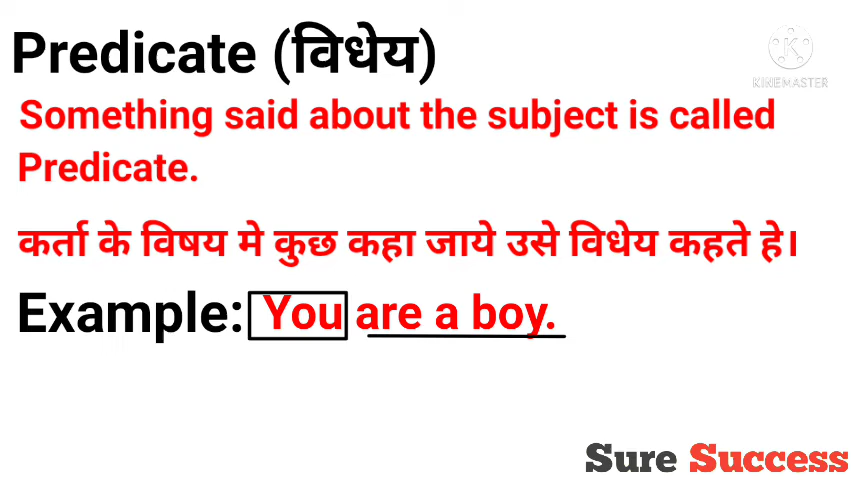 Predicate (विधेय)
KINEMASTER
Something said about the subject is called
Predicate.
कर्ता के विषय मे कुछ कहा जाये उसे विधेय कहते हे।
Example: You are a boy.
Sure Success